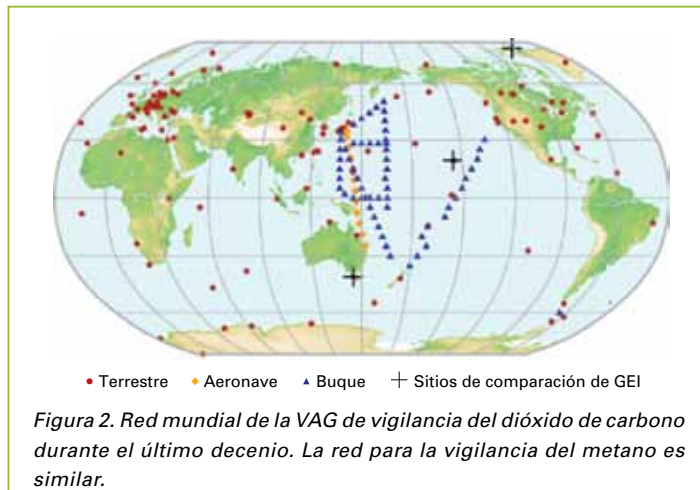 Terrestre Aeronave Buque Sitios de comparación de GEI
Figura 2. Red mundial de la VAG de vigilancia del dióxido de carbono
durante el último decenio. La red para la vigilancia del metano es
similar.